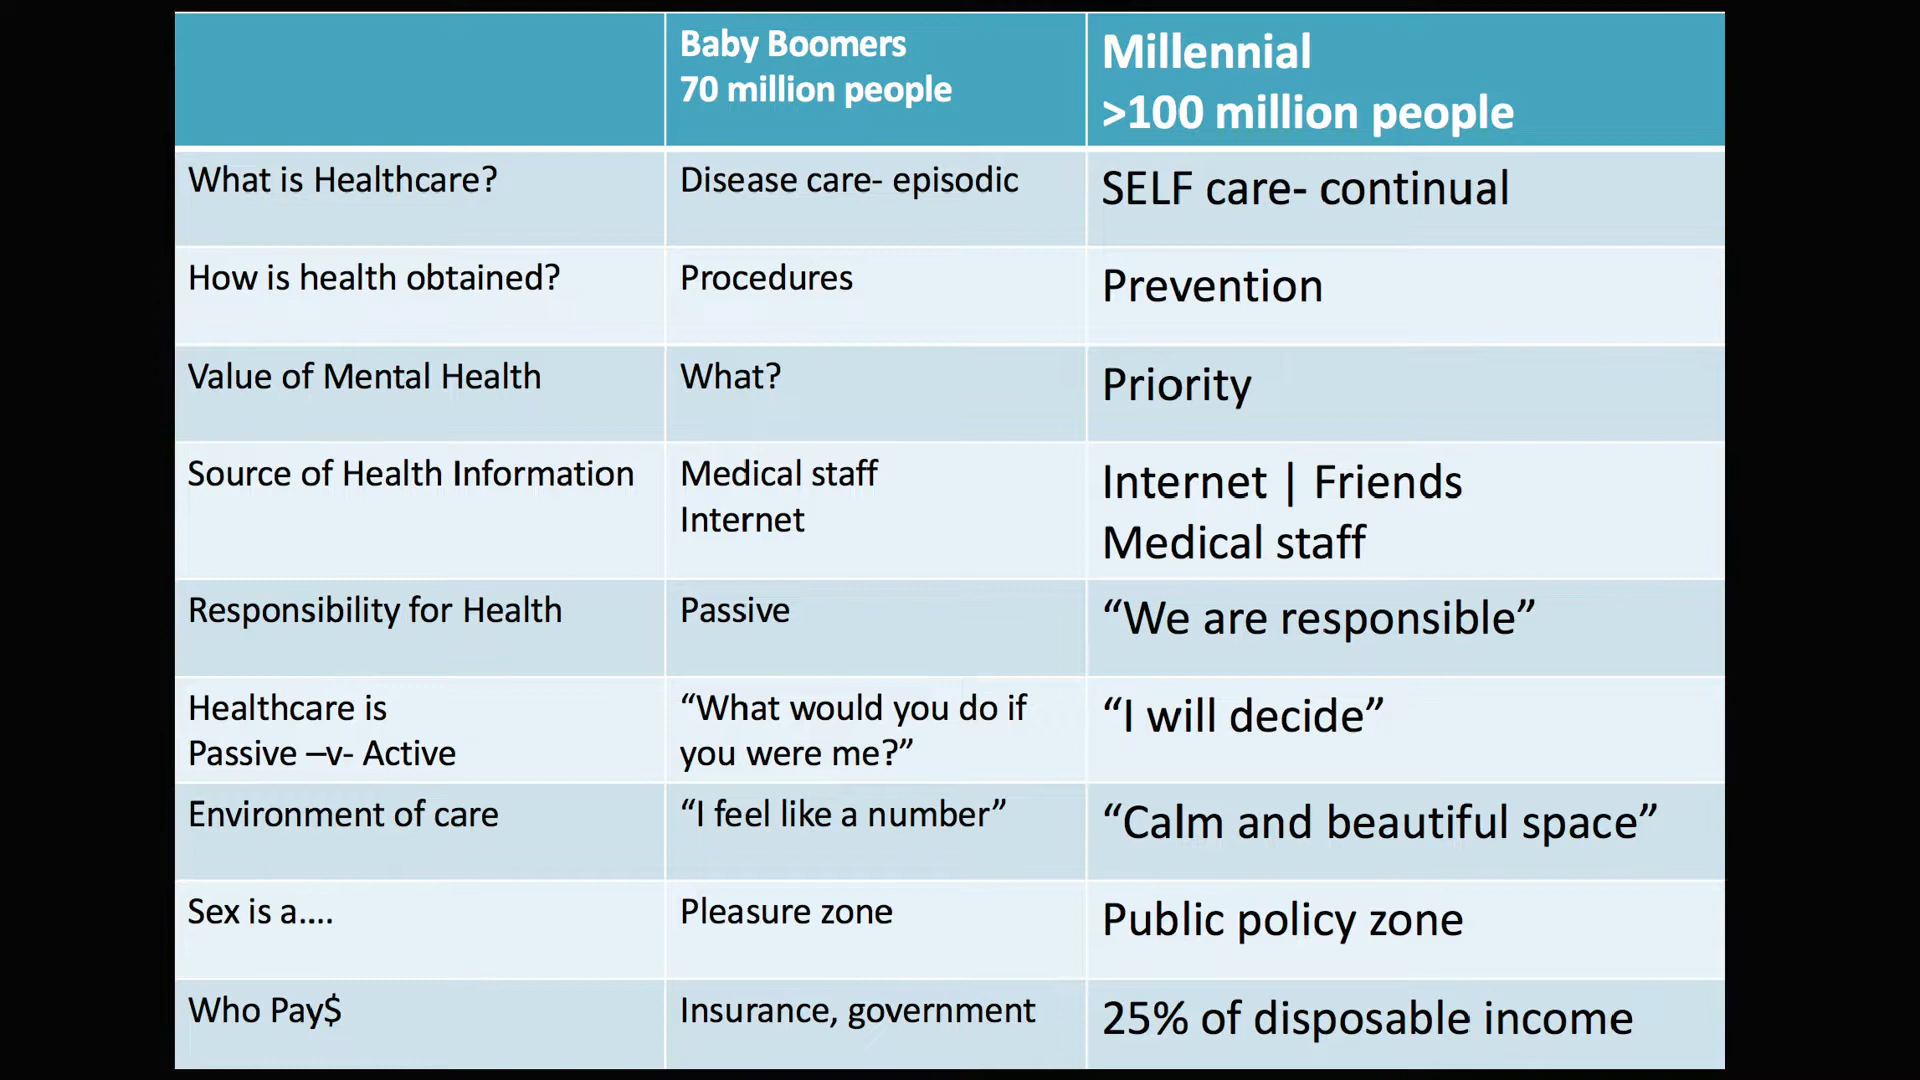 Baby Boomers
70 million people
Millennial
>100 million people
What is Healthcare?
Disease care- episodic
SELF care- continual
How is health obtained?
Procedures
Prevention
Value of Mental Health
What?
Priority
Source of Health Information
Medical staff
Internet
Internet | Friends
Medical staff
Responsibility for Health
Passive
“We are responsible”
Healthcare is
Passive –v- Active
“What would you do if
you were me?”
“I will decide”
Environment of care
“I feel like a number”
“Calm and beautiful space”
Sex is a....
Pleasure zone
Public policy zone
Who Pay$
Insurance, government
25% of disposable income